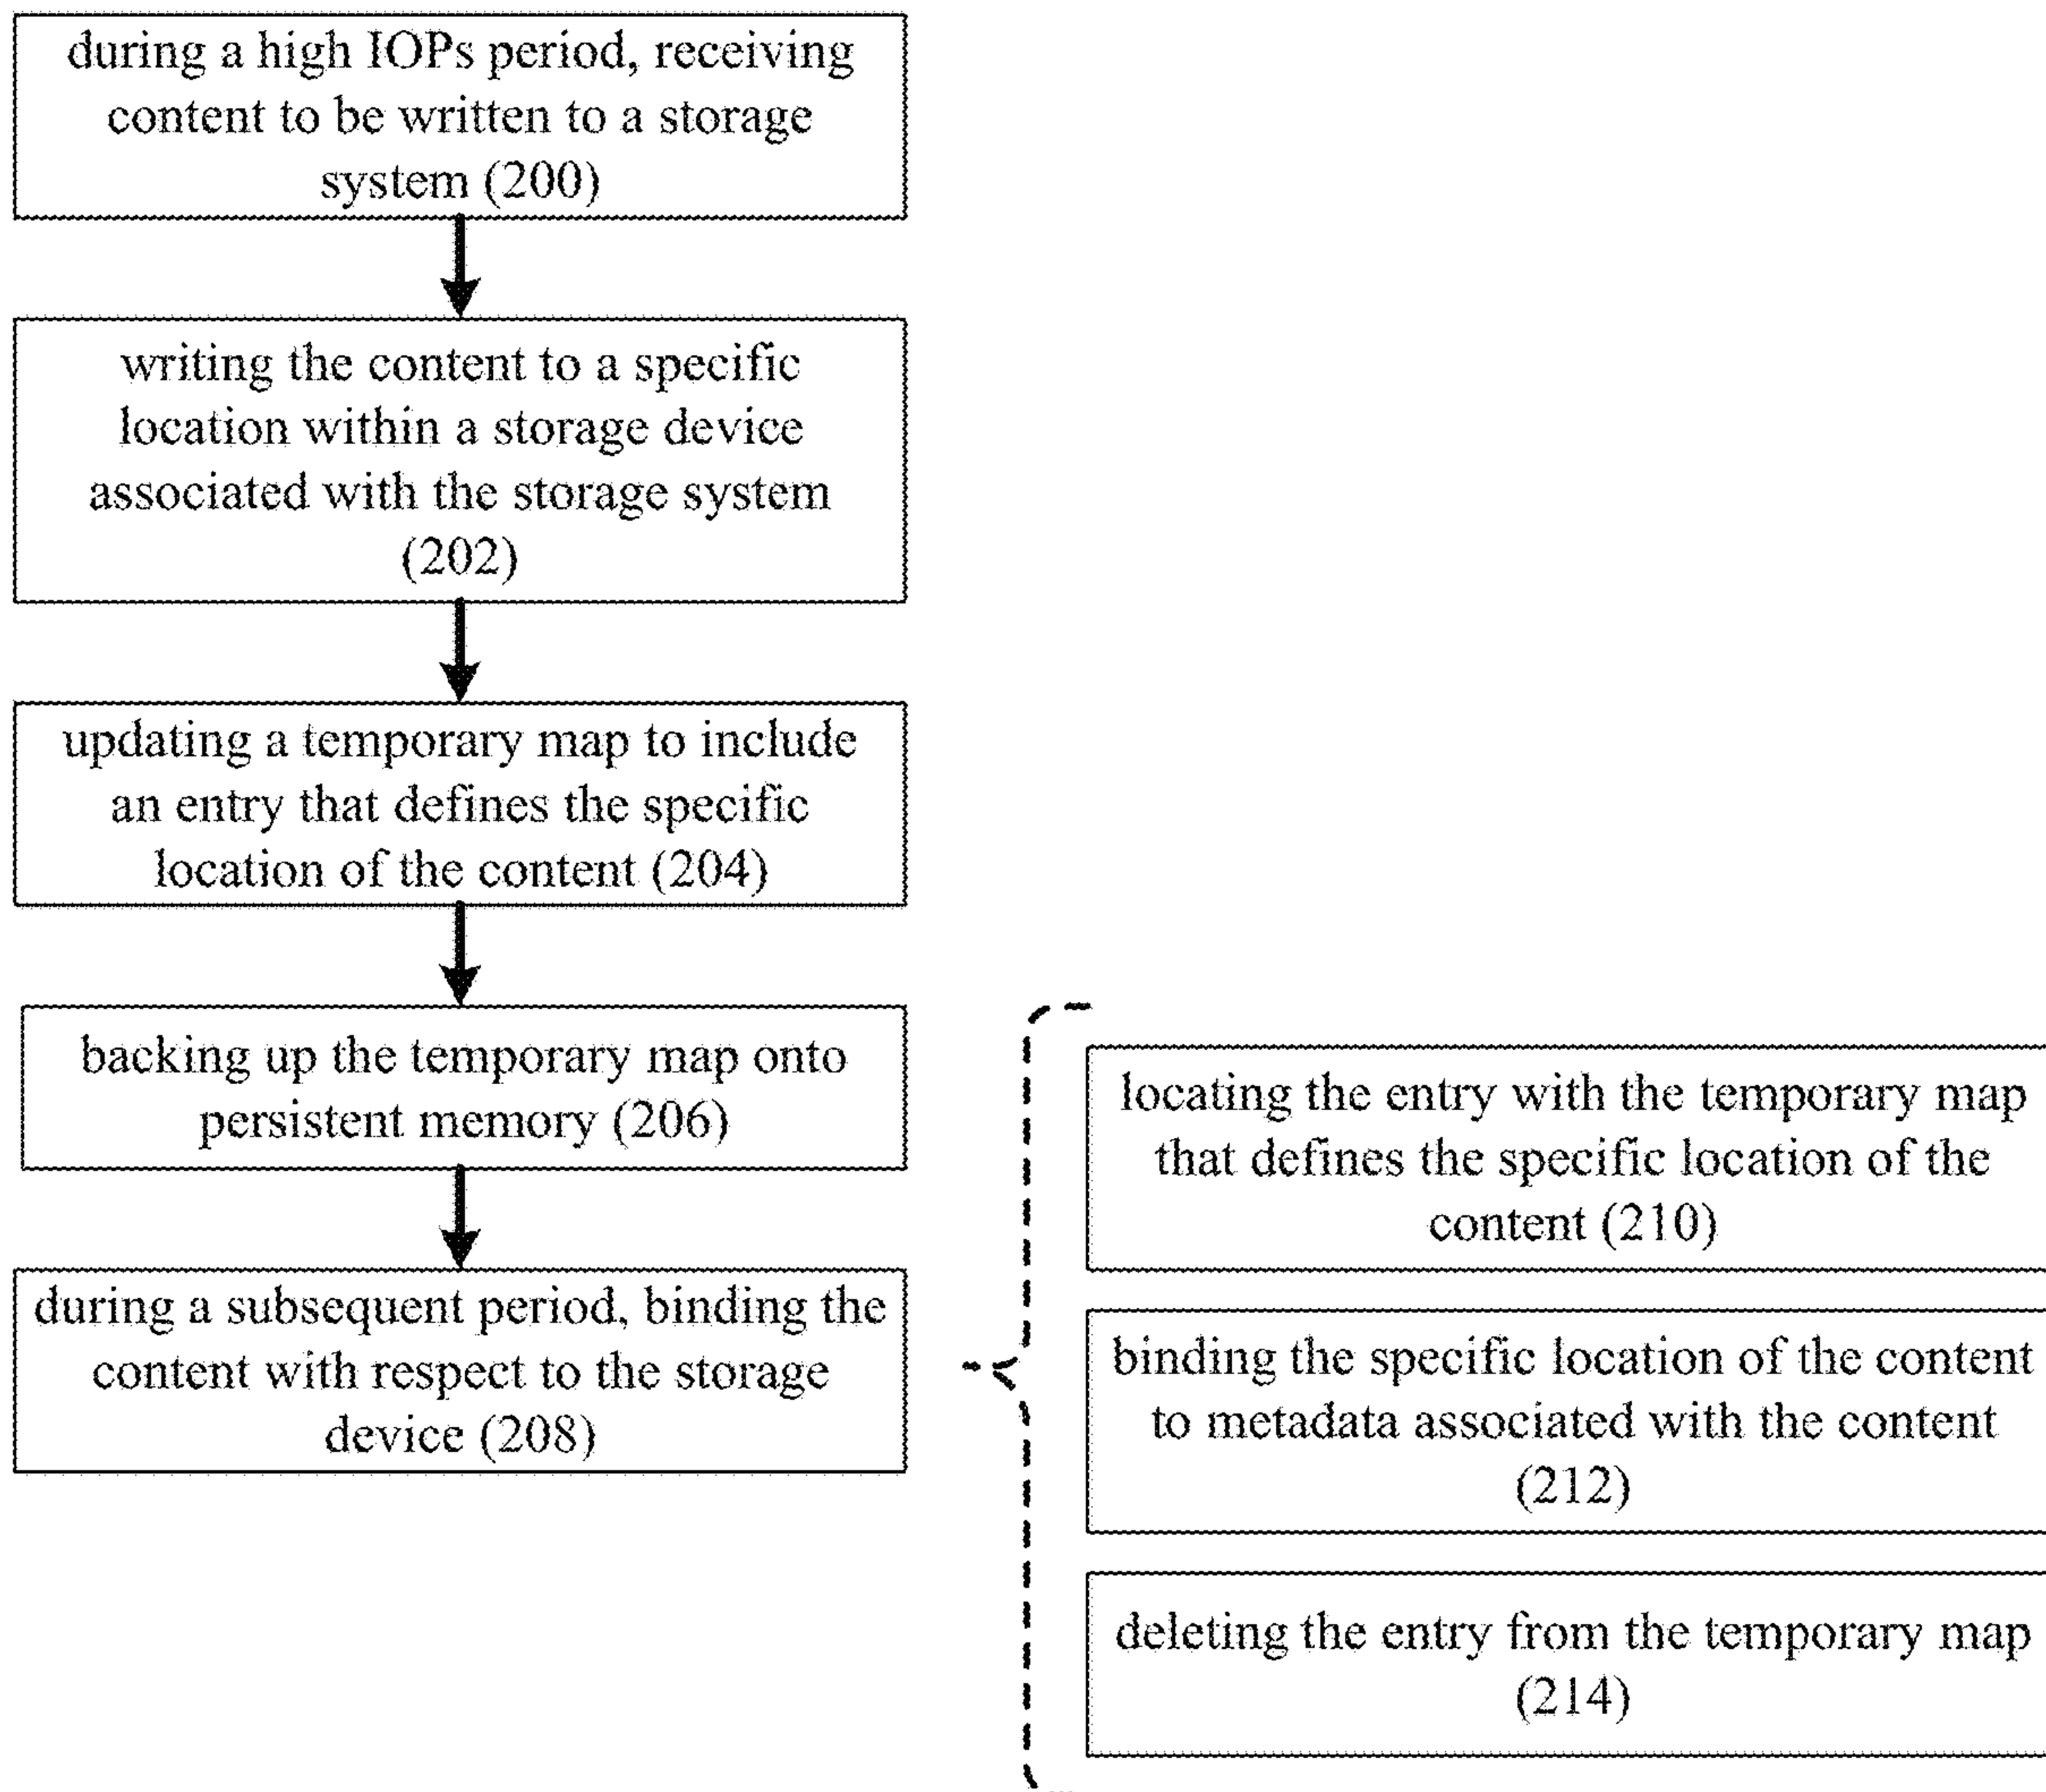 during a high IOPs period, receiving
content to be written to a storage
system (200)
writing the content to a specific
location within a storage device
associated with the storage system
(202)
updating a temporary map to include
an entry that defines the specific
location of the content (204)
backing up the temporary map onto
persistent memory (206)
during a subsequent period, binding the
content with respect to the storage
device (208)
locating the entry with the temporary map
that defines the specific location of the
content (210)
binding the specific location of the content
to metadata associated with the content
(212)
deleting the entry from the temporary map
(214)